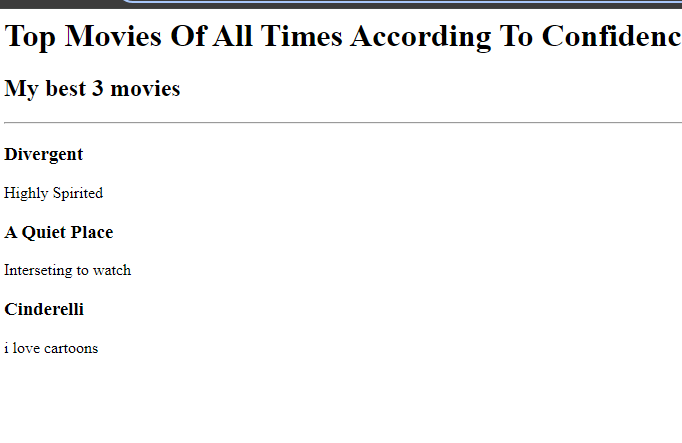 Top Movies Of All Times According To Confidenc
My best 3 movies
Divergent
Highly Spirited
A Quiet Place
Interseting to watch
Cinderelli
i love cartoons